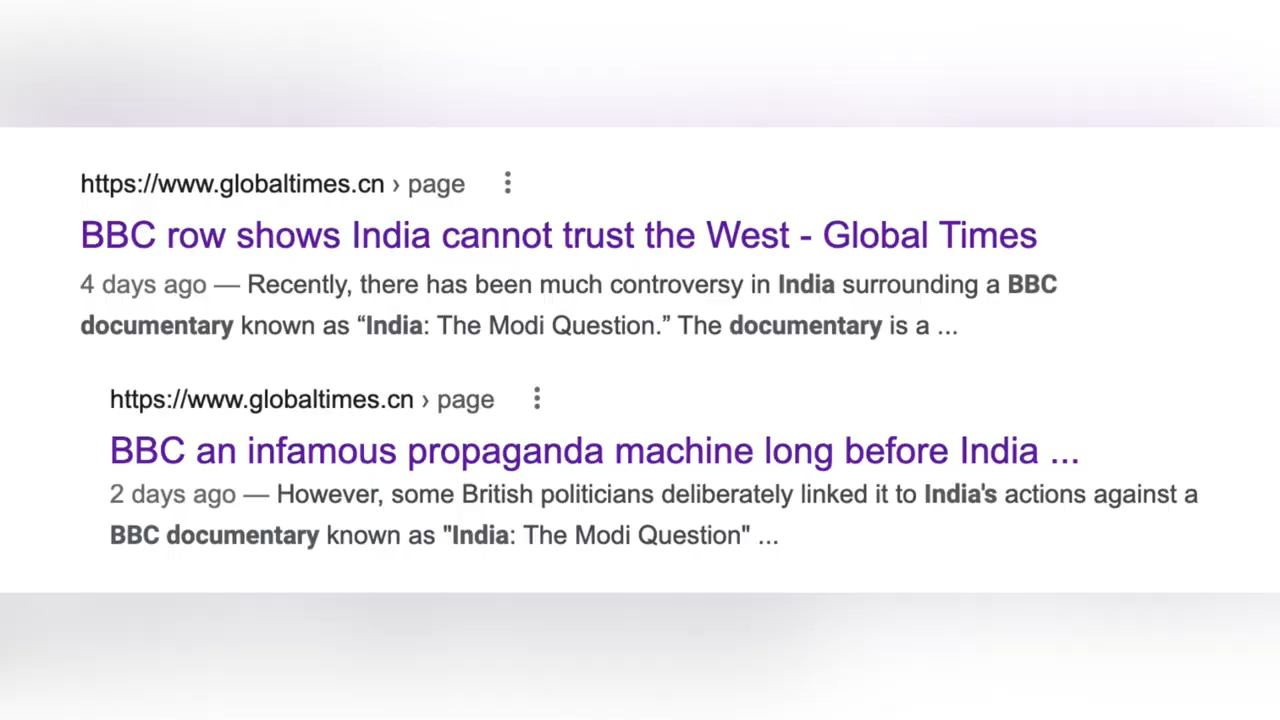 https://www.globaltimes.cn › page
BBC row shows India cannot trust the West - Global Times
4 days ago — Recently, there has been much controversy in India surrounding a BBC
documentary known as “India: The Modi Question.” The documentary is a ...
https://www.globaltimes.cn › page
BBC an infamous propaganda machine long before India ...
2 days ago — However, some British politicians deliberately linked it to India's actions against a
BBC documentary known as "India: The Modi Question" ...